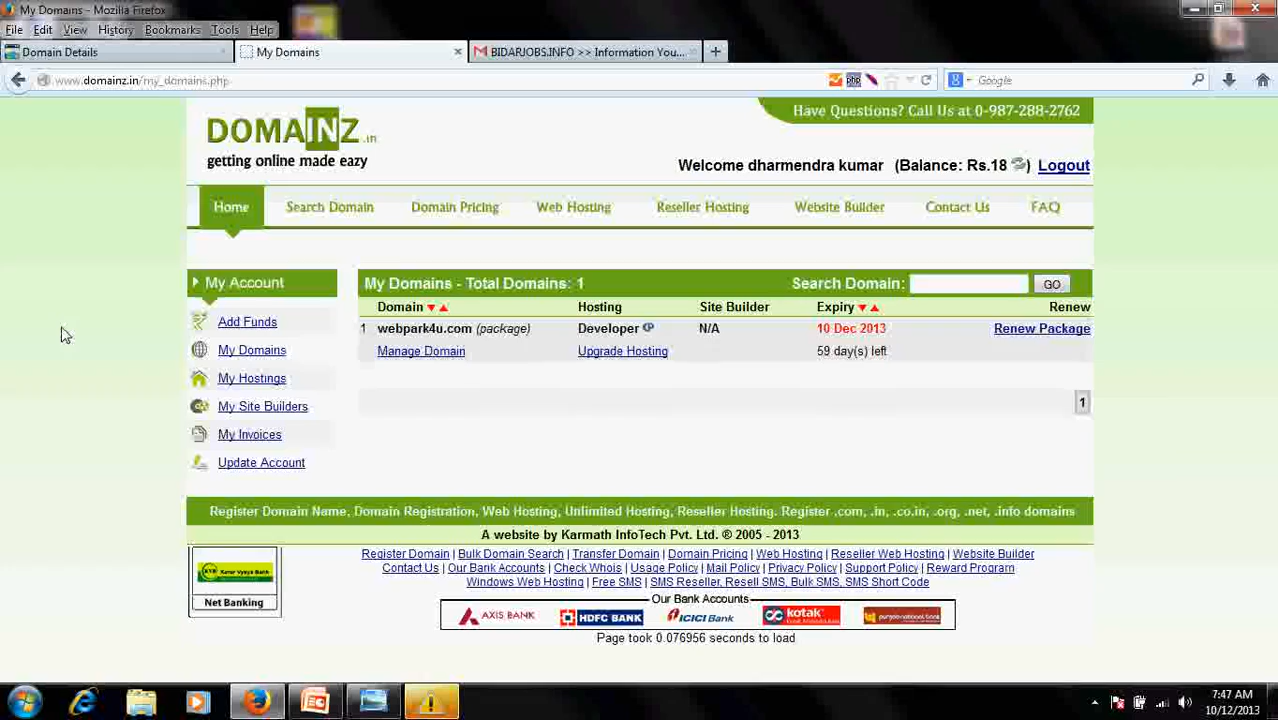 My Domains - Mozilla Firefox
File Edit View History Bookmarks Tools Help
Domain Details
My Domains
BIDARJOBS.INFO >> Information You...
www.domainz.in/my_domains.php
php
Google
Have Questions? Call Us at 0-987-288-2762
DOMAINZ.in
getting online made easy
Welcome dharmendra kumar (Balance: Rs.18 ) Logout
Home Search Domain Domain Pricing Web Hosting Reseller Hosting Website Builder Contact Us FAQ
My Account
Add Funds
My Domains
My Hostings
My Site Builders
My Invoices
Update Account
My Domains - Total Domains: 1 Search Domain: GO
Domain Hosting Site Builder Expiry Renew
1 webpark4u.com (package) Developer N/A 10 Dec 2013 Renew Package
Manage Domain Upgrade Hosting 59 day(s) left
1
Register Domain Name, Domain Registration, Web Hosting, Unlimited Hosting, Reseller Hosting. Register .com, .in, .co.in, .org, .net, .info domains
A website by Karmath InfoTech Pvt. Ltd. ® 2005 - 2013
Register Domain | Bulk Domain Search | Transfer Domain | Domain Pricing | Web Hosting | Reseller Web Hosting | Website Builder
Contact Us | Our Bank Accounts | Check Whois | Usage Policy | Mail Policy | Privacy Policy | Support Policy | Reward Program
Windows Web Hosting | Free SMS | SMS Reseller, Resell SMS, Bulk SMS, SMS Short Code
Karur Vysya Bank
Net Banking
Our Bank Accounts
AXIS BANK HDFC BANK ICICI Bank kotak punjab national bank
Page took 0.076956 seconds to load
7:47 AM
10/12/2013